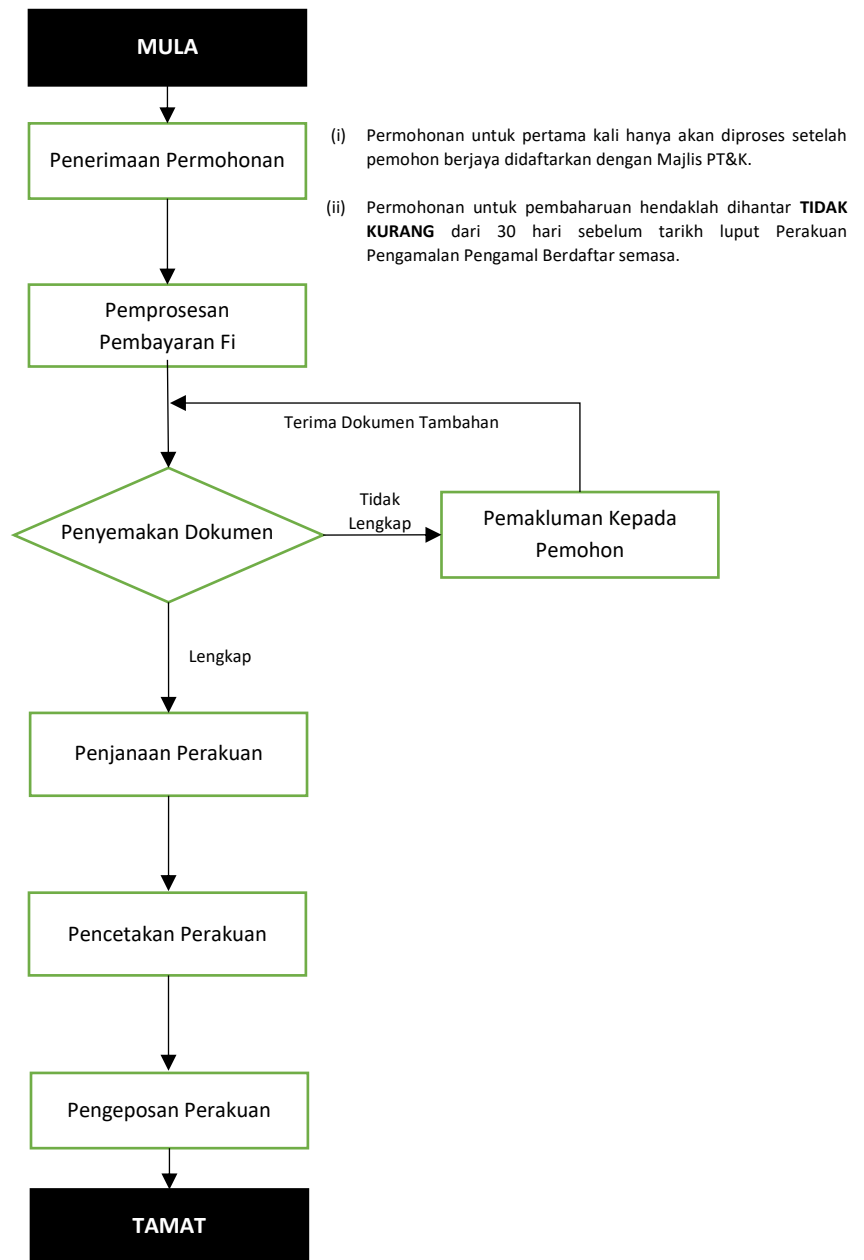 MULA
Penerimaan Permohonan
(i) Permohonan untuk pertama kali hanya akan diproses setelah
pemohon berjaya didaftarkan dengan Majlis PT&K.
(ii) Permohonan untuk pembaharuan hendaklah dihantar TIDAK
KURANG dari 30 hari sebelum tarikh luput Perakuan
Pengamalan Pengamal Berdaftar semasa.
Pemprosesan
Pembayaran Fi
Terima Dokumen Tambahan
Penyemakan Dokumen
Tidak
Lengkap
Pemakluman Kepada
Pemohon
Lengkap
Penjanaan Perakuan
Pencetakan Perakuan
Pengeposan Perakuan
TAMAT